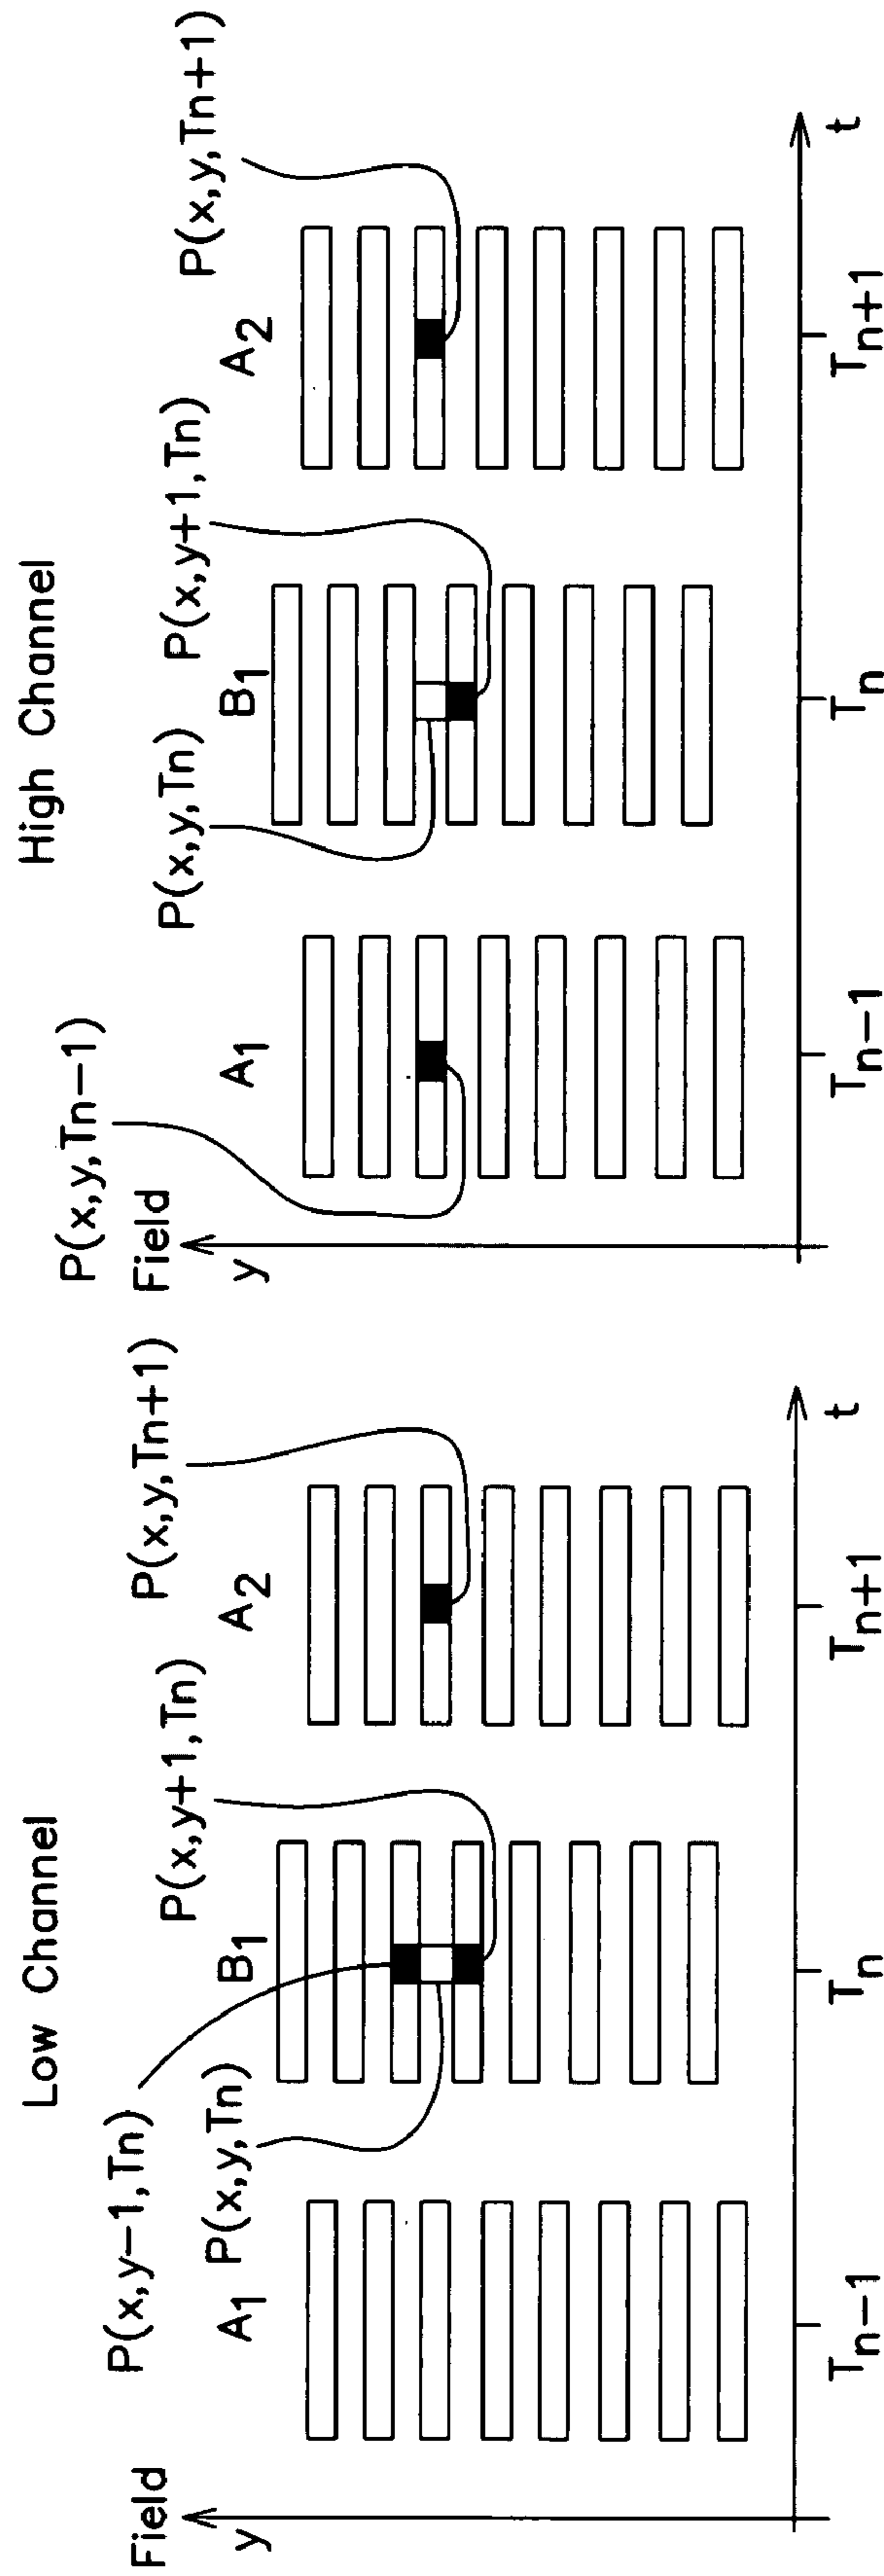 Low Channel
P(x,y−1,Tn)
P(x,y,Tn)
P(x,y+1,Tn)
P(x,y,Tn+1)
Field
y
A1
B1
A2
Tn−1
Tn
Tn+1
t
High Channel
P(x,y,Tn−1)
P(x,y,Tn)
P(x,y+1,Tn)
P(x,y,Tn+1)
Field
y
A1
B1
A2
Tn−1
Tn
Tn+1
t